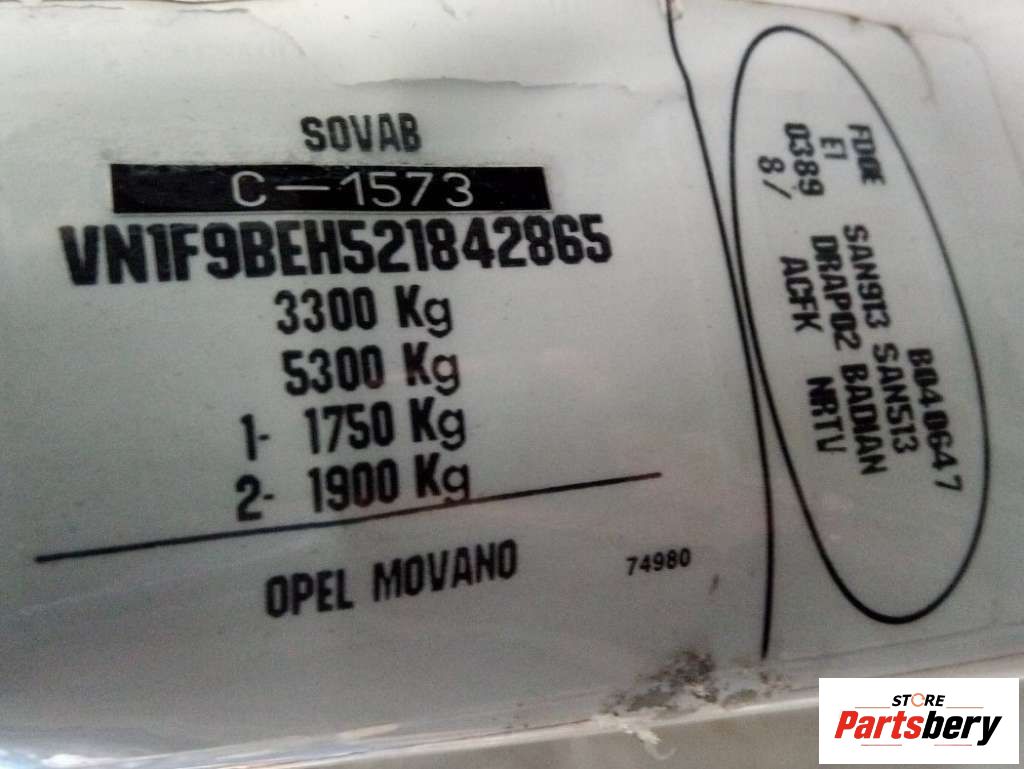 SOVAB
C-1573
VN1F9BEH521842865
3300 Kg
5300 Kg
1- 1750 Kg
2- 1900 Kg
OPEL MOVANO
74980
B040647
FDGE SAN913 SAN513
E1
0389 DRAP02 BADIAN
8/ ACFK NRTV
STORE
Partsbery